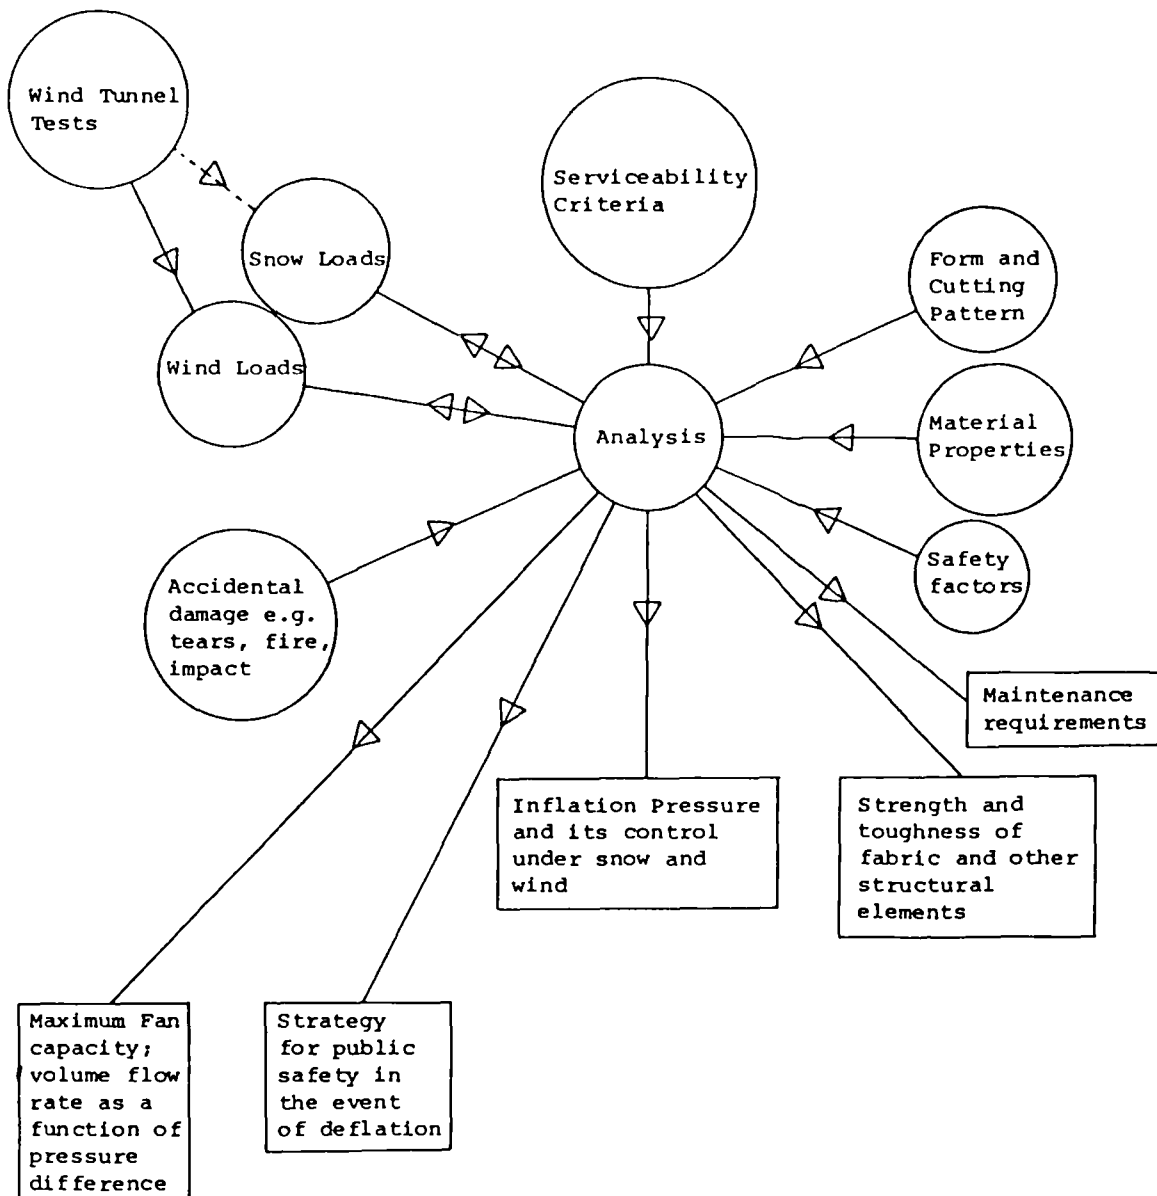 Wind Tunnel
Tests
Serviceability
Criteria
Snow Loads
Form and
Cutting
Pattern
Wind Loads
Analysis
Material
Properties
Accidental
damage e.g.
tears, fire,
impact
Safety
factors
Maintenance
requirements
Inflation Pressure
and its control
under snow and
wind
Strength and
toughness of
fabric and other
structural
elements
Maximum Fan
capacity;
volume flow
rate as a
function of
pressure
difference
Strategy
for public
safety in
the event
of deflation